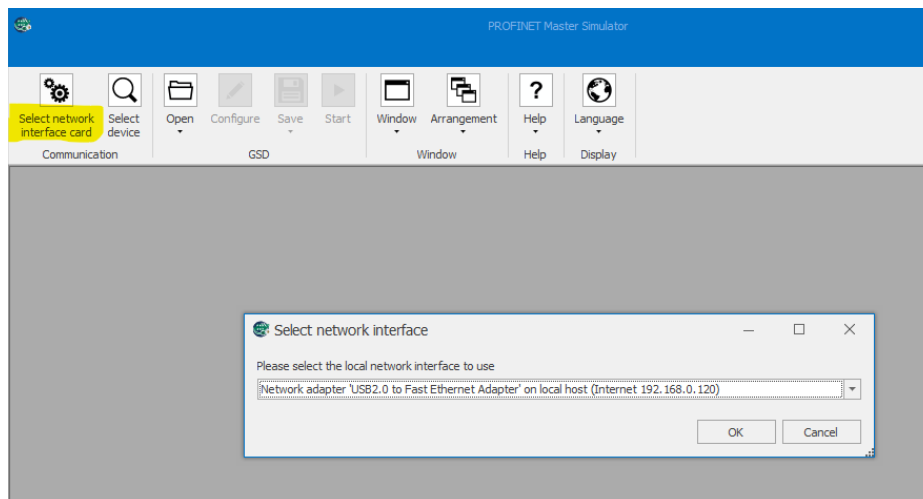 PROFINET Master Simulator
Select network
interface card
Select
device
Open
Configure
Save
Start
Window
Arrangement
Help
Language
Communication
GSD
Window
Help
Display
Select network interface
Please select the local network interface to use
Network adapter 'USB2.0 to Fast Ethernet Adapter' on local host (Internet 192.168.0.120)
OK
Cancel